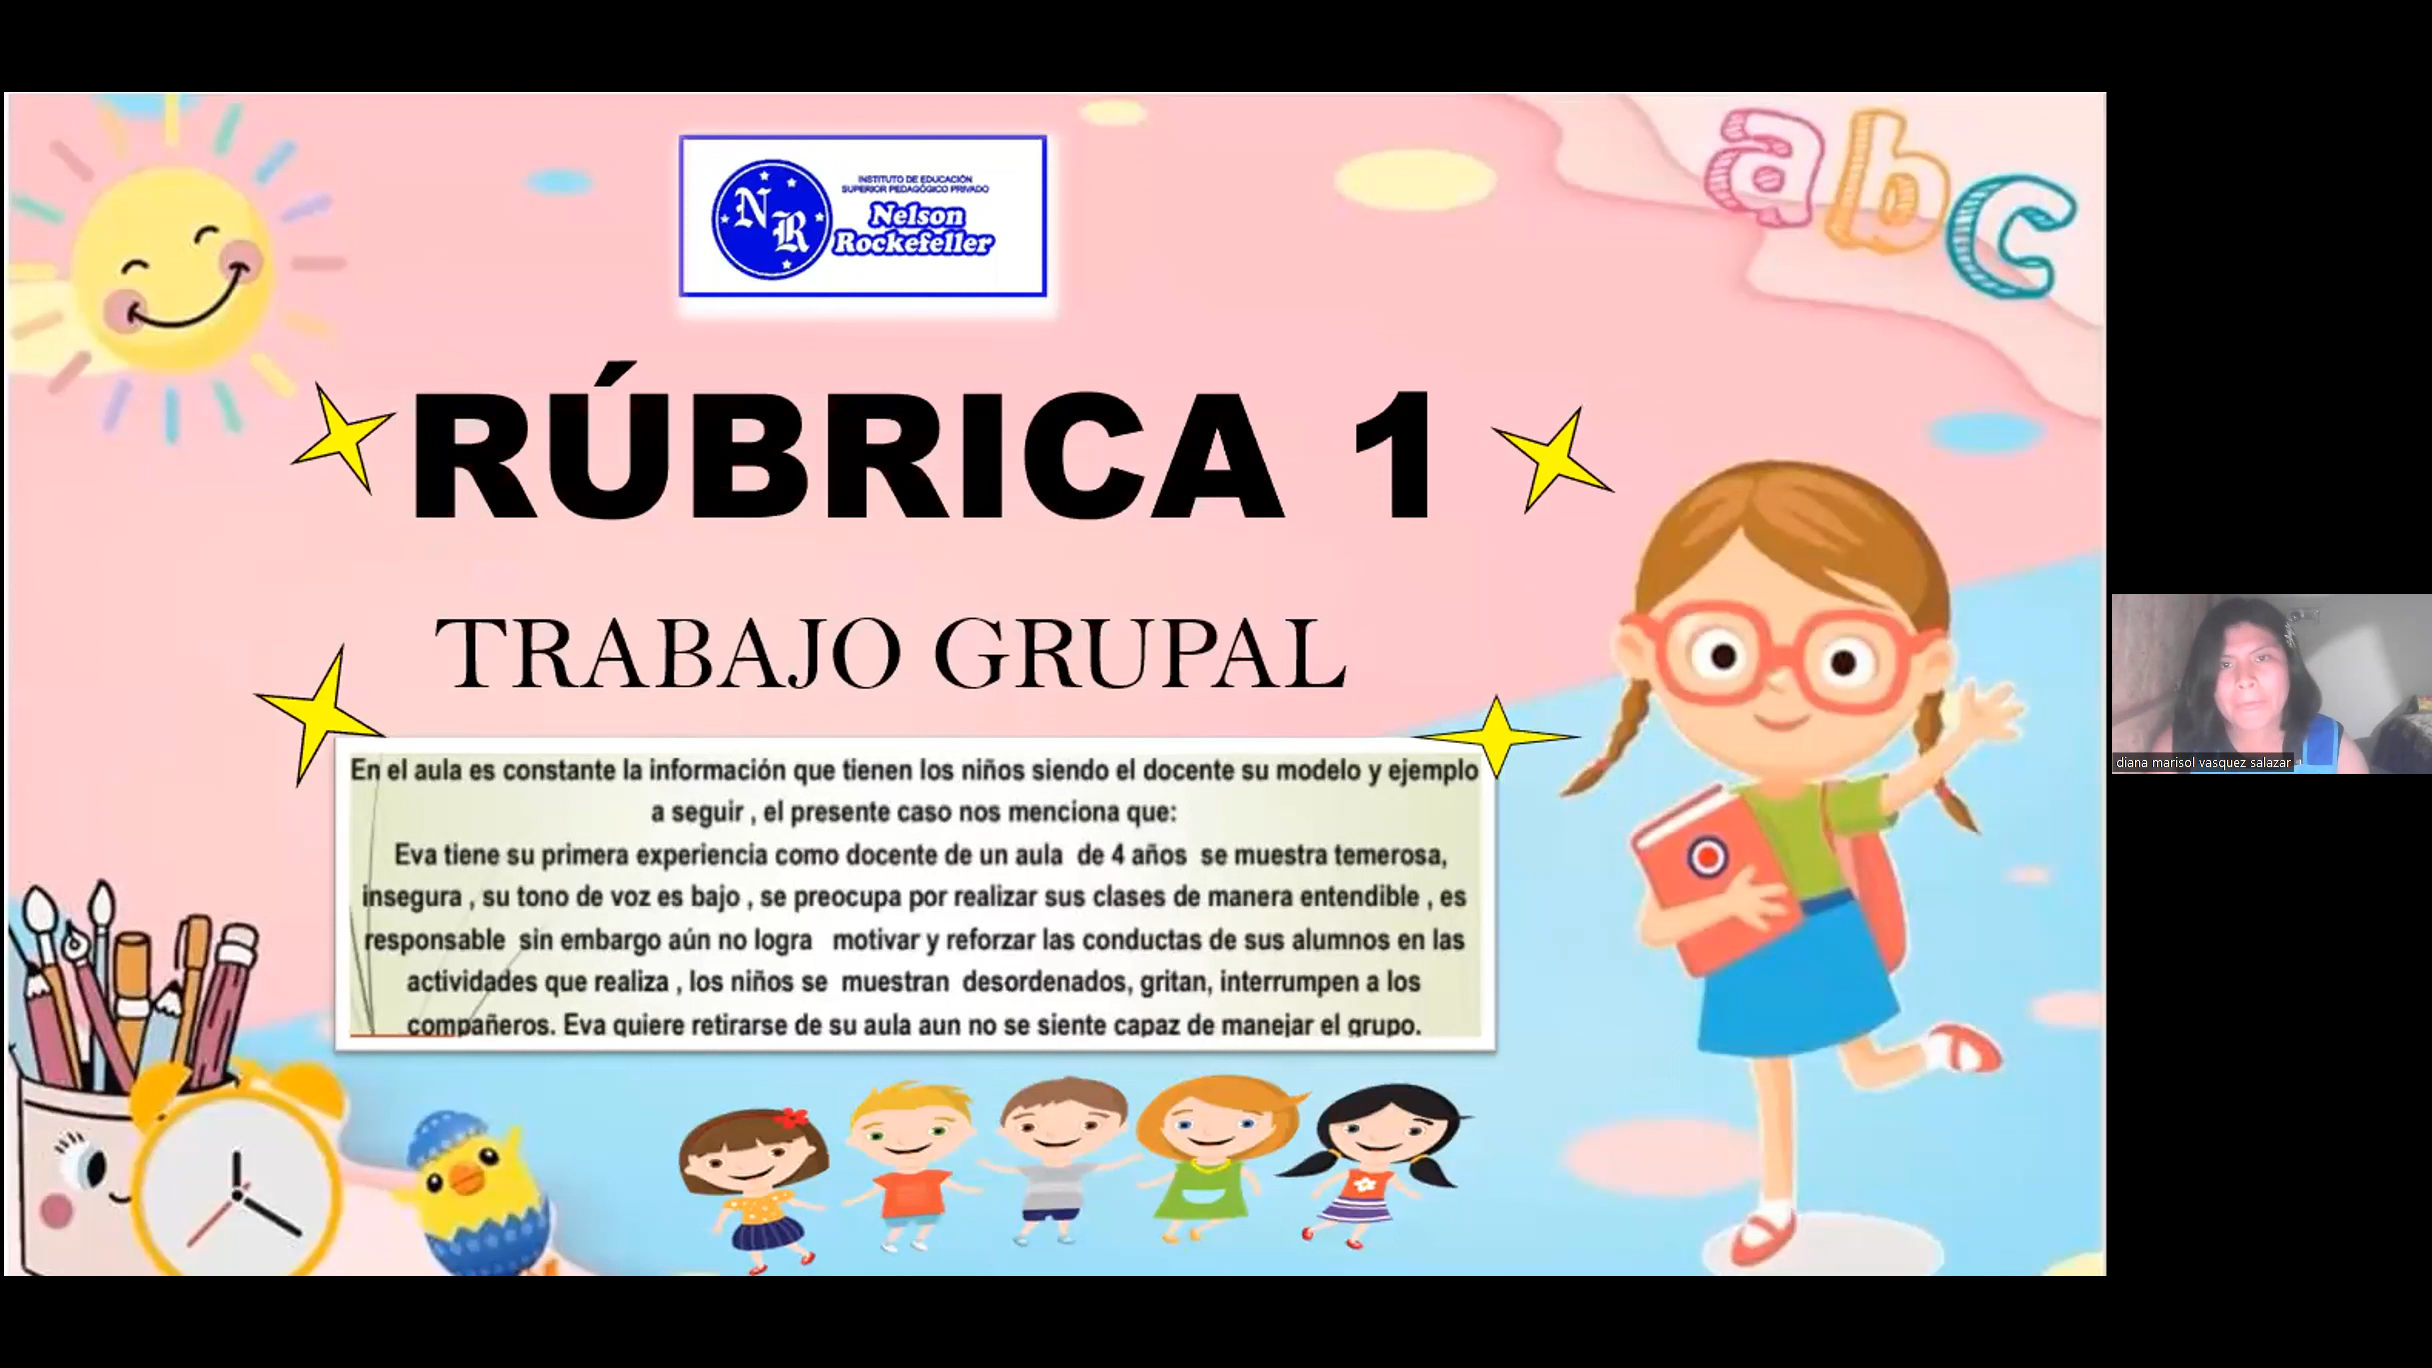 abc
INSTITUTO DE EDUCACIÓN
SUPERIOR PEDAGÓGICO PRIVADO
NR
Nelson
Rockefeller
RÚBRICA 1
TRABAJO GRUPAL
En el aula es constante la información que tienen los niños siendo el docente su modelo y ejemplo
a seguir , el presente caso nos menciona que:
Eva tiene su primera experiencia como docente de un aula de 4 años se muestra temerosa,
insegura , su tono de voz es bajo , se preocupa por realizar sus clases de manera entendible , es
responsable sin embargo aún no logra motivar y reforzar las conductas de sus alumnos en las
actividades que realiza , los niños se muestran desordenados, gritan, interrumpen a los
compañeros. Eva quiere retirarse de su aula aun no se siente capaz de manejar el grupo.
diana marisol vasquez salazar